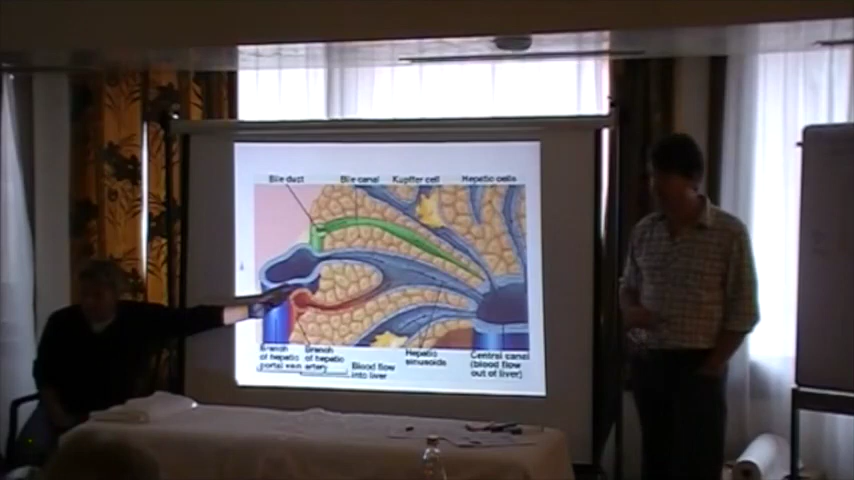 Bile duct
Bile canal
Kupffer cell
Hepatic cells
Branch
of hepatic
portal vein
Branch
of hepatic
artery
Blood flow
into liver
Hepatic
sinusoids
Central canal
(blood flow
out of liver)